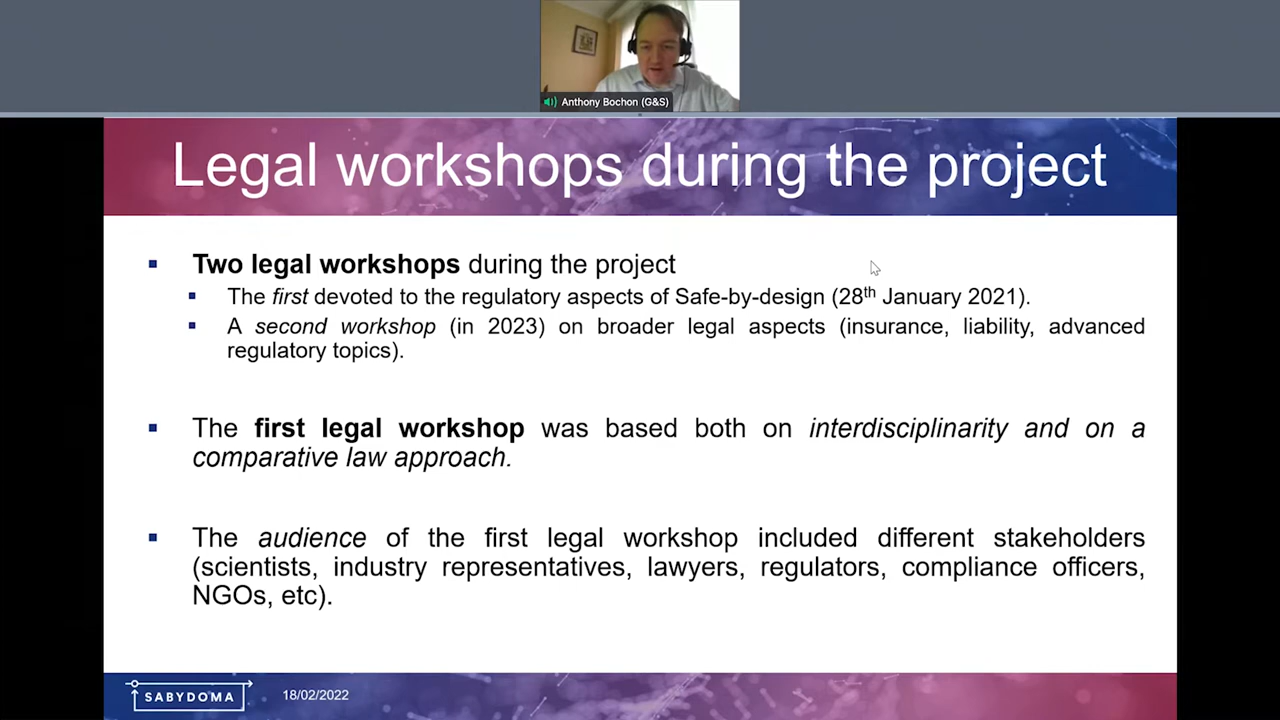 Anthony Bochon (G&S)
Legal workshops during the project
Two legal workshops during the project
The first devoted to the regulatory aspects of Safe-by-design (28th January 2021).
A second workshop (in 2023) on broader legal aspects (insurance, liability, advanced
regulatory topics).
The first legal workshop was based both on interdisciplinarity and on a
comparative law approach.
The audience of the first legal workshop included different stakeholders
(scientists, industry representatives, lawyers, regulators, compliance officers,
NGOs, etc).
SABYDOMA
18/02/2022